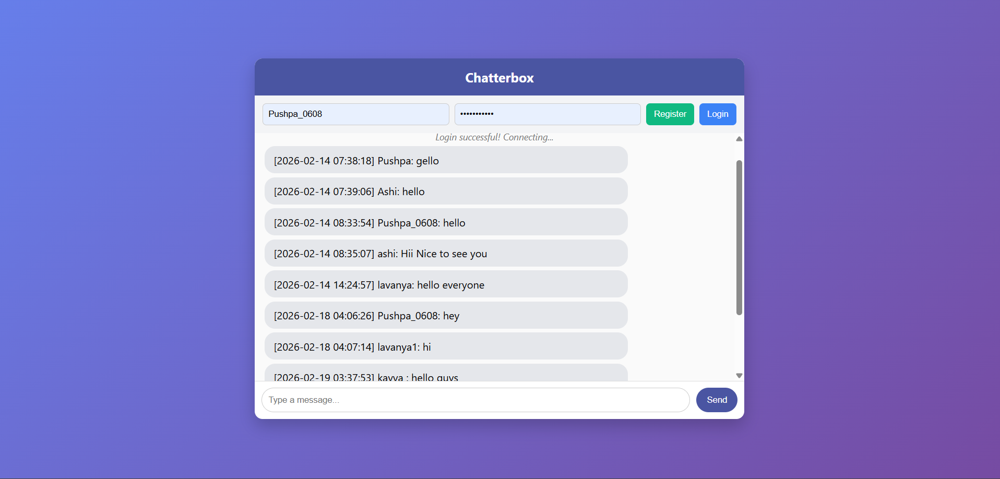 Chatterbox
Pushpa_0608 ••••••••••• Register Login
Login successful! Connecting...
[2026-02-14 07:38:18] Pushpa: gello
[2026-02-14 07:39:06] Ashi: hello
[2026-02-14 08:33:54] Pushpa_0608: hello
[2026-02-14 08:35:07] ashi: Hii Nice to see you
[2026-02-14 14:24:57] lavanya: hello everyone
[2026-02-18 04:06:26] Pushpa_0608: hey
[2026-02-18 04:07:14] lavanya1: hi
[2026-02-19 03:37:53] kavya : hello guys
Type a message... Send